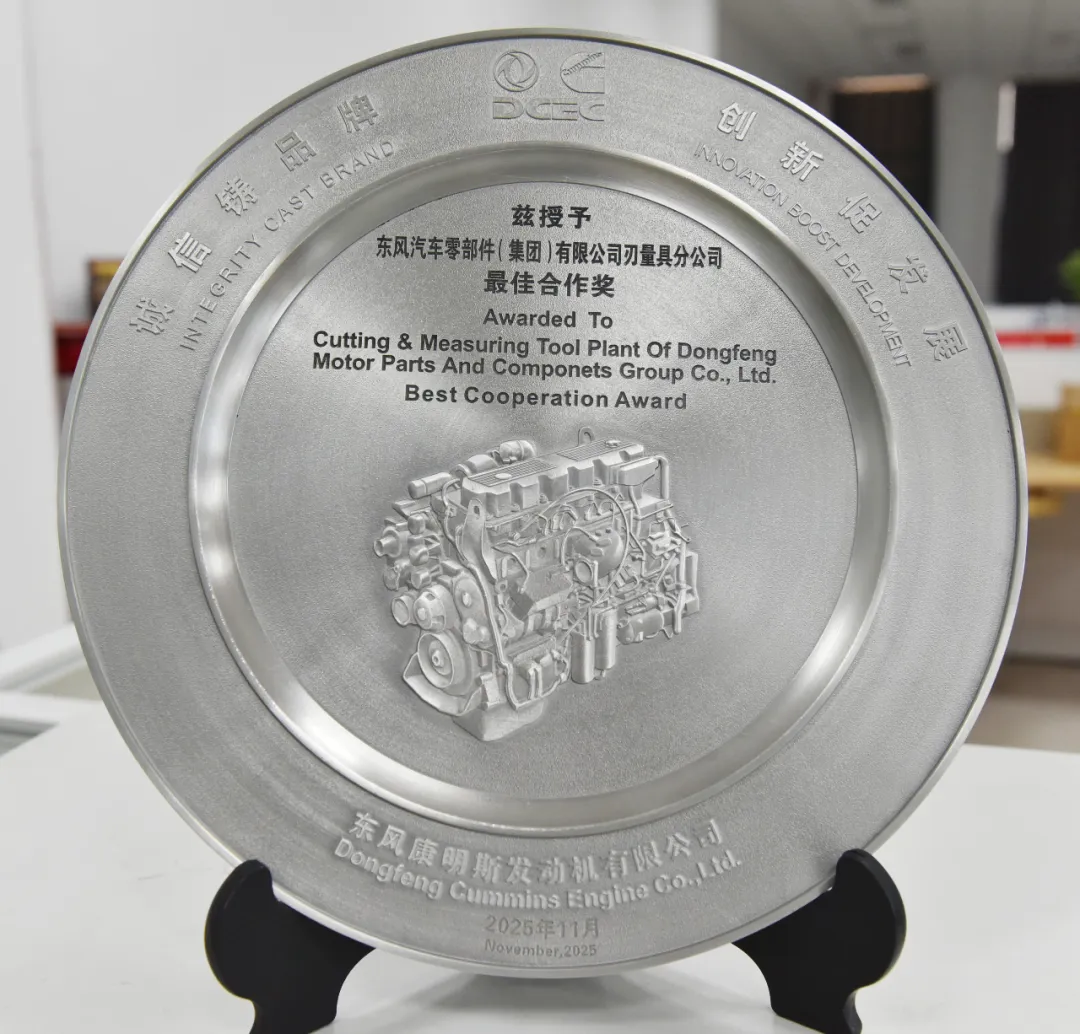 DCEC
诚信铸品牌
INTEGRITY CAST BRAND
创新促发展
INNOVATION BOOST DEVELOPMENT
兹授予
东风汽车零部件(集团)有限公司刃量具分公司
最佳合作奖
Awarded To
Cutting & Measuring Tool Plant Of Dongfeng
Motor Parts And Componets Group Co., Ltd.
Best Cooperation Award
东风康明斯发动机有限公司
Dongfeng Cummins Engine Co.,Ltd.
2025年11月
November,2025